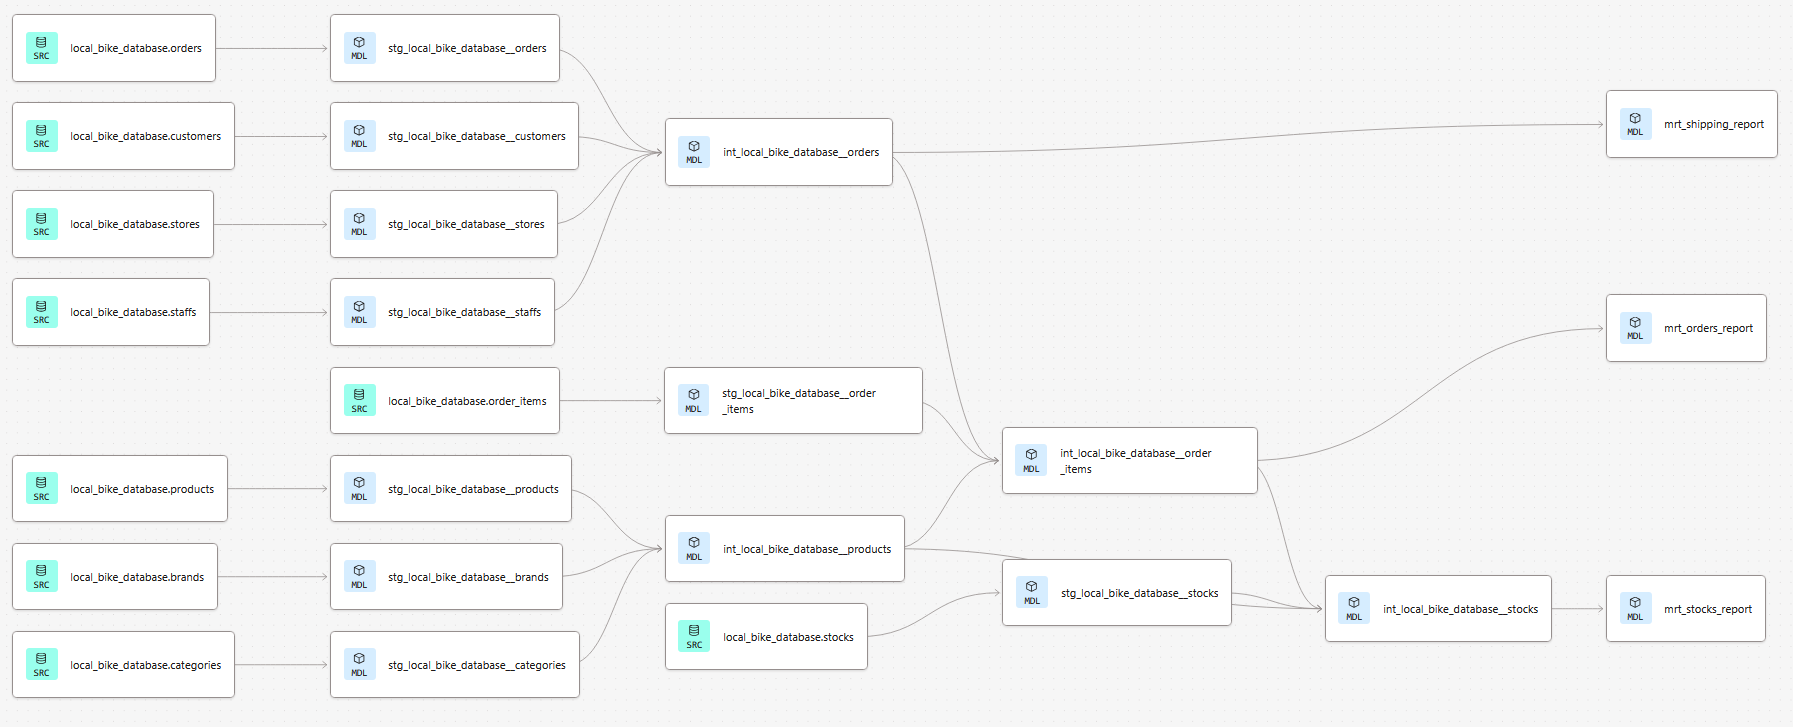 SRC
local_bike_database.orders
MDL
stg_local_bike_database__orders
SRC
local_bike_database.customers
MDL
stg_local_bike_database__customers
SRC
local_bike_database.stores
MDL
stg_local_bike_database__stores
SRC
local_bike_database.staffs
MDL
stg_local_bike_database__staffs
SRC
local_bike_database.order_items
MDL
stg_local_bike_database__order
_items
SRC
local_bike_database.products
MDL
stg_local_bike_database__products
SRC
local_bike_database.brands
MDL
stg_local_bike_database__brands
SRC
local_bike_database.categories
MDL
stg_local_bike_database__categories
MDL
int_local_bike_database__orders
MDL
int_local_bike_database__products
SRC
local_bike_database.stocks
MDL
int_local_bike_database__order
_items
MDL
stg_local_bike_database__stocks
MDL
int_local_bike_database__stocks
MDL
mrt_shipping_report
MDL
mrt_orders_report
MDL
mrt_stocks_report